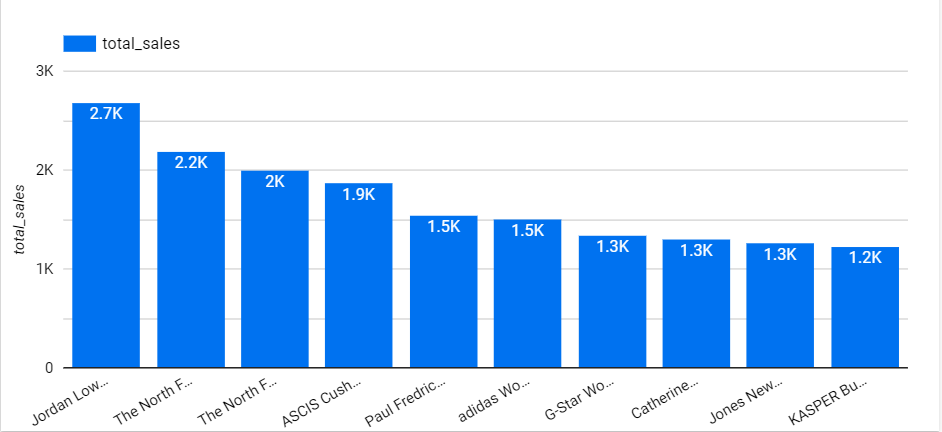 total_sales
3K
2K
1K
0
total_sales
2.7K
2.2K
2K
1.9K
1.5K
1.5K
1.3K
1.3K
1.3K
1.2K
Jordan Low...
The North F...
The North F...
ASCIS Cush...
Paul Fredric...
adidas Wo...
G-Star Wo...
Catherine...
Jones New...
KASPER Bu...